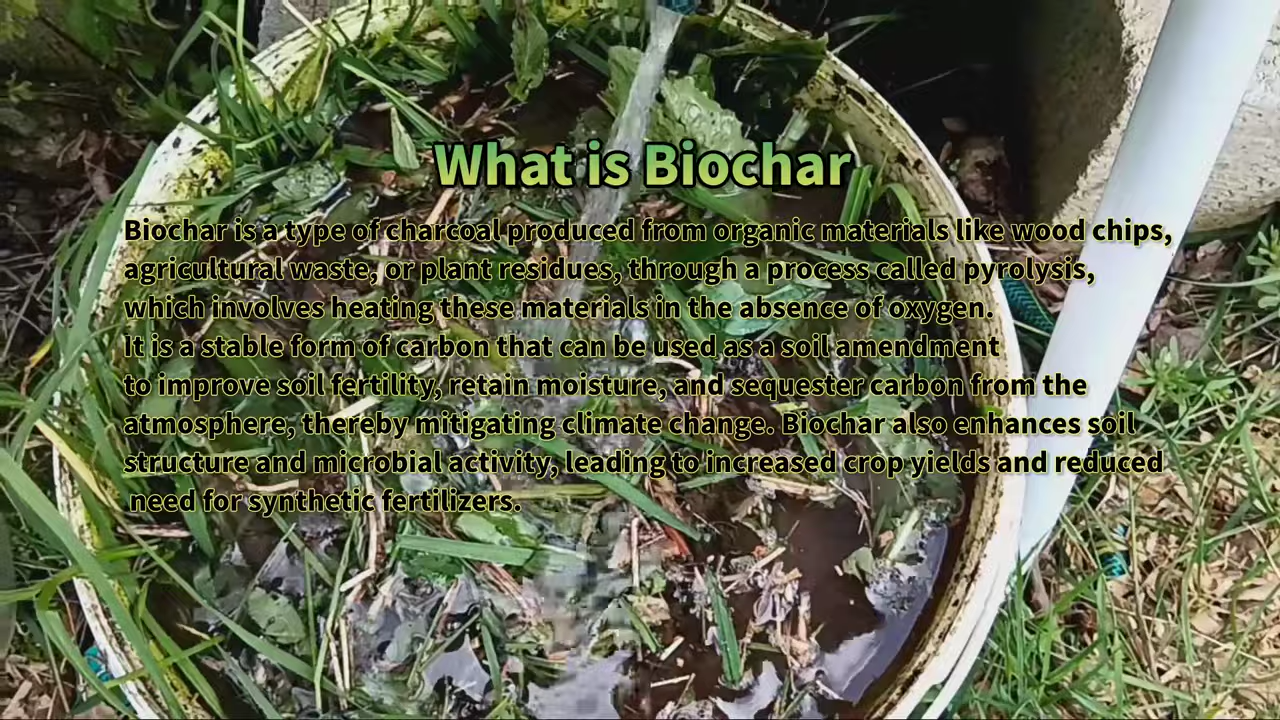 What is Biochar
Biochar is a type of charcoal produced from organic materials like wood chips,
agricultural waste, or plant residues, through a process called pyrolysis,
which involves heating these materials in the absence of oxygen.
It is a stable form of carbon that can be used as a soil amendment
to improve soil fertility, retain moisture, and sequester carbon from the
atmosphere, thereby mitigating climate change. Biochar also enhances soil
structure and microbial activity, leading to increased crop yields and reduced
need for synthetic fertilizers.